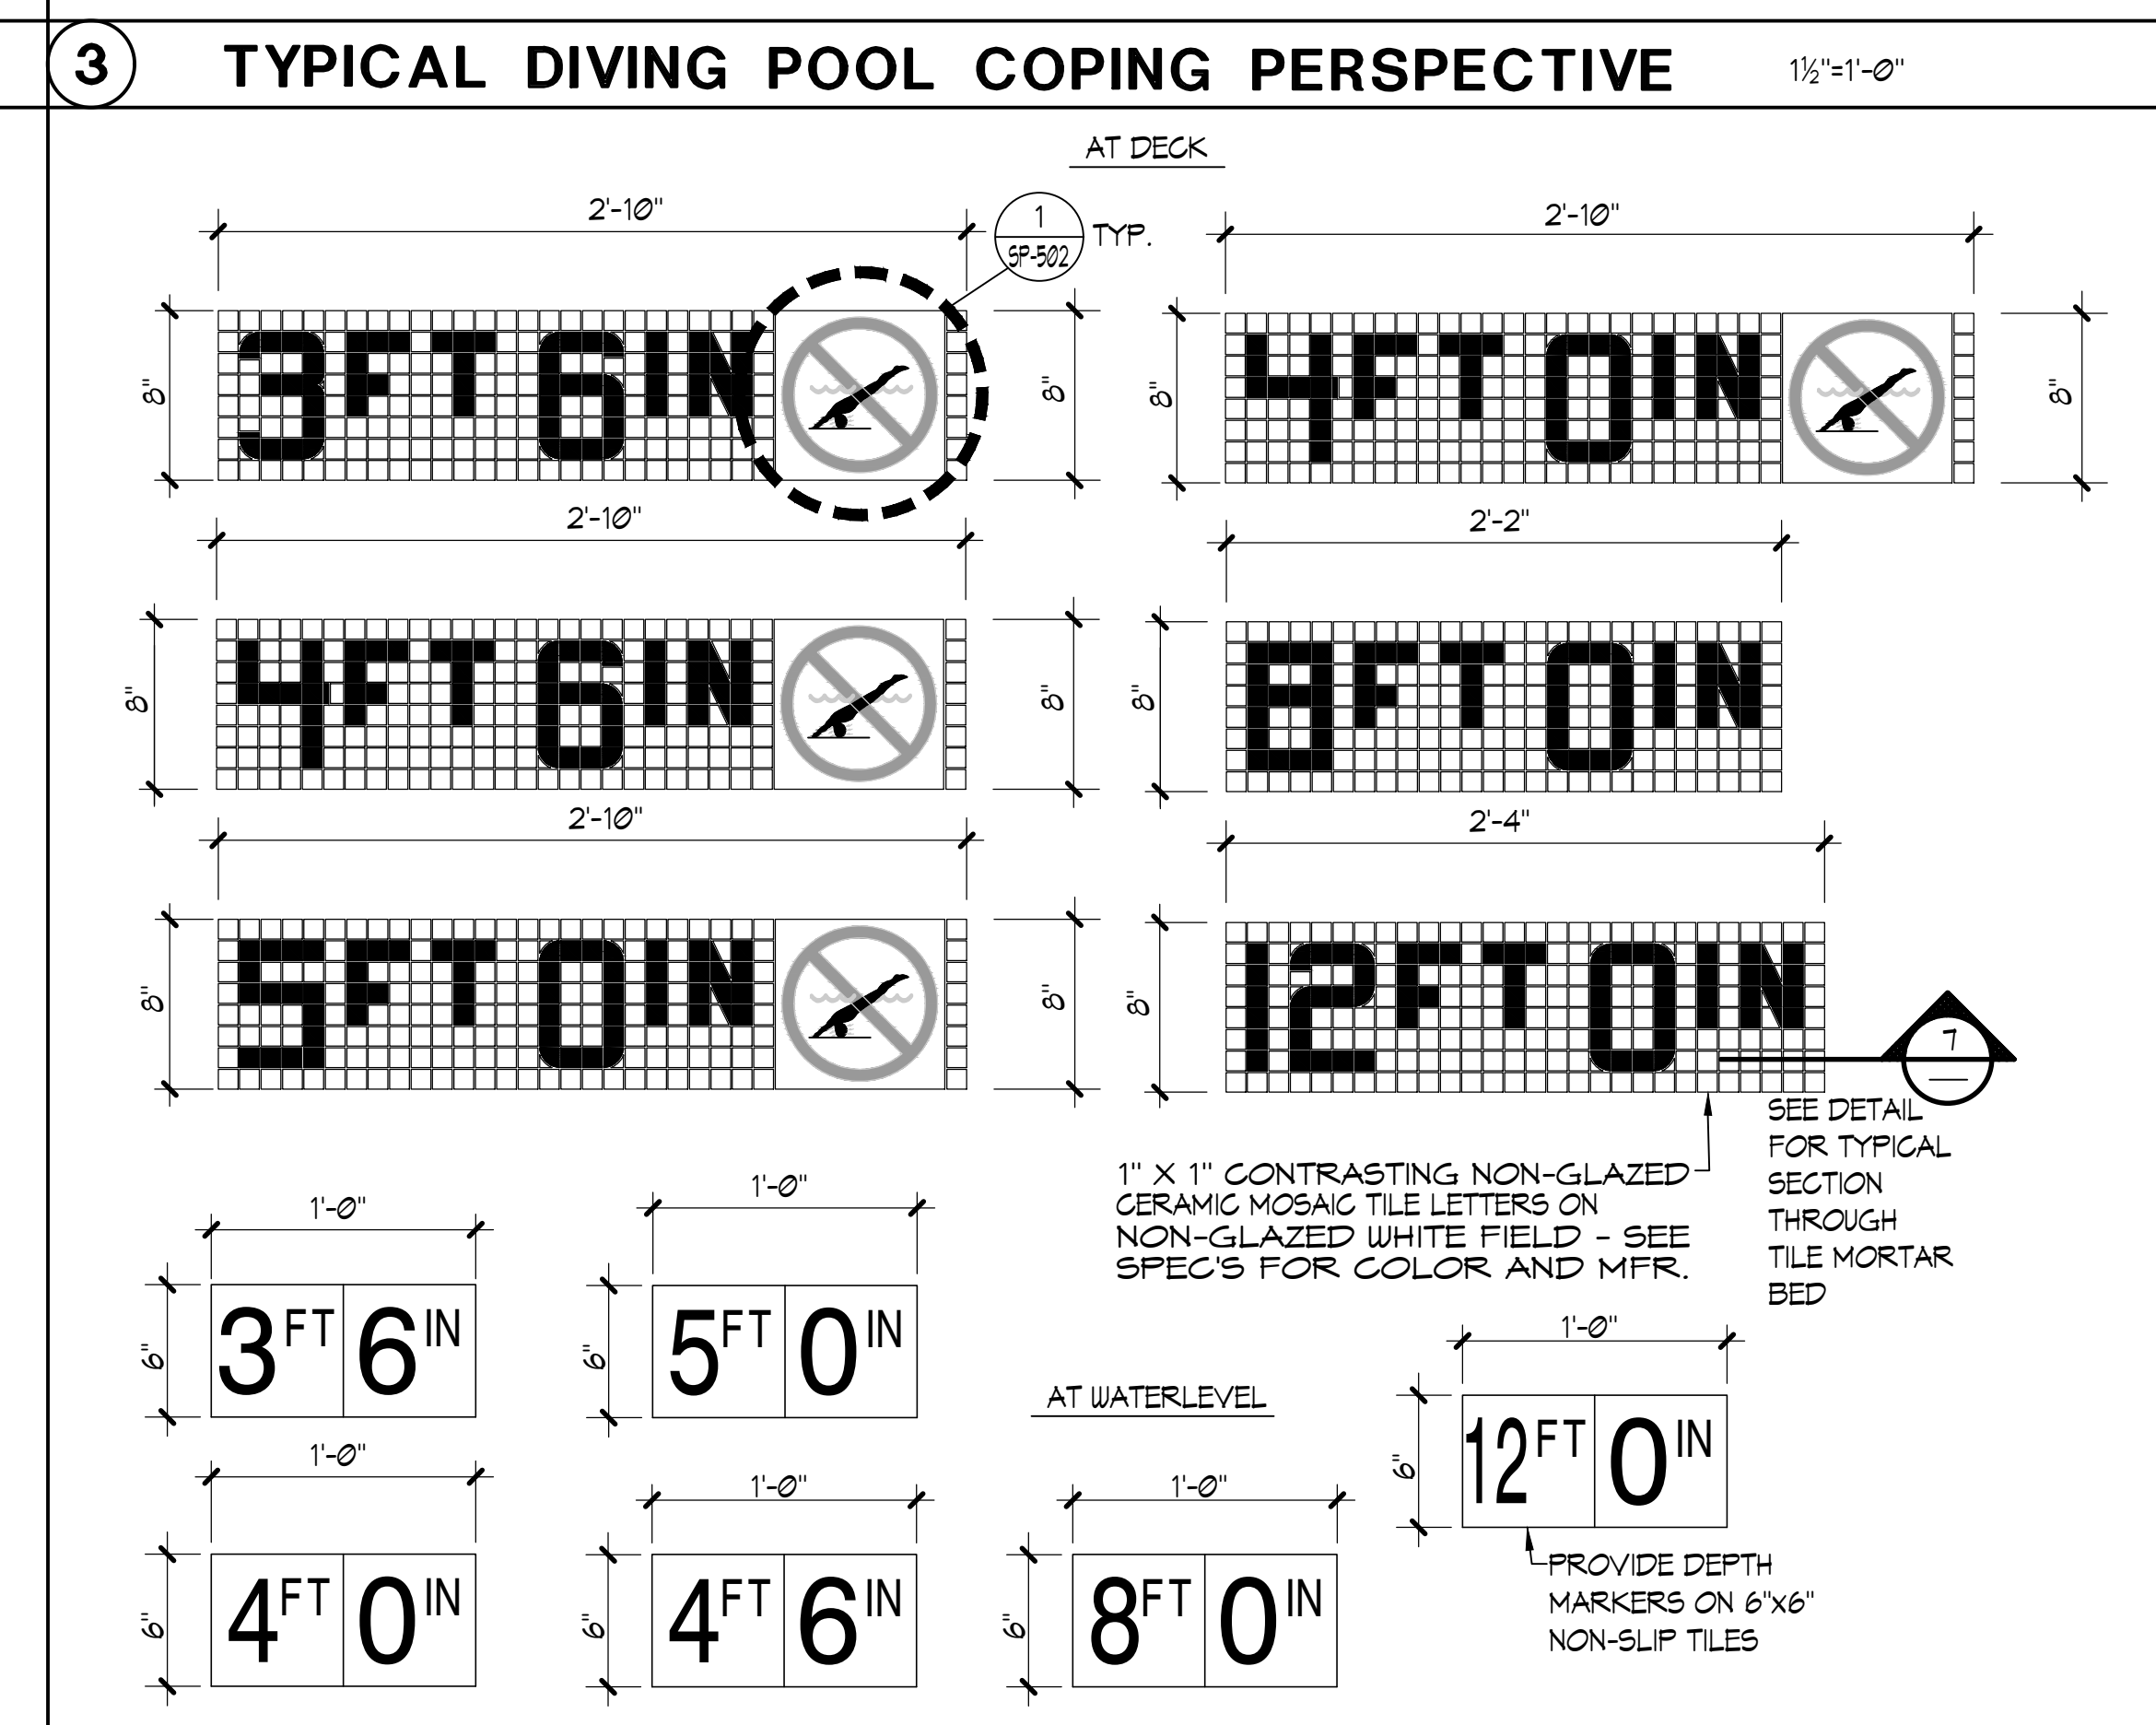 3 TYPICAL DIVING POOL COPING PERSPECTIVE 1½"=1'-0"
AT DECK
2'-10"
1
SP-502
TYP.
2'-10"
8"
3FT 6IN
8"
8"
4FT 0IN
8"
2'-10"
2'-2"
8"
4FT 6IN
8"
8"
8FT 0IN
2'-10"
2'-4"
8"
5FT 0IN
8"
8"
12FT 0IN
7
SEE DETAIL
FOR TYPICAL
SECTION
THROUGH
TILE MORTAR
BED
1" X 1" CONTRASTING NON-GLAZED
CERAMIC MOSAIC TILE LETTERS ON
NON-GLAZED WHITE FIELD - SEE
SPEC'S FOR COLOR AND MFR.
1'-0"
1'-0"
6"
3FT 6IN
6"
5FT 0IN
AT WATERLEVEL
1'-0"
6"
12FT 0IN
PROVIDE DEPTH
MARKERS ON 6"x6"
NON-SLIP TILES
1'-0"
1'-0"
1'-0"
6"
4FT 0IN
6"
4FT 6IN
6"
8FT 0IN